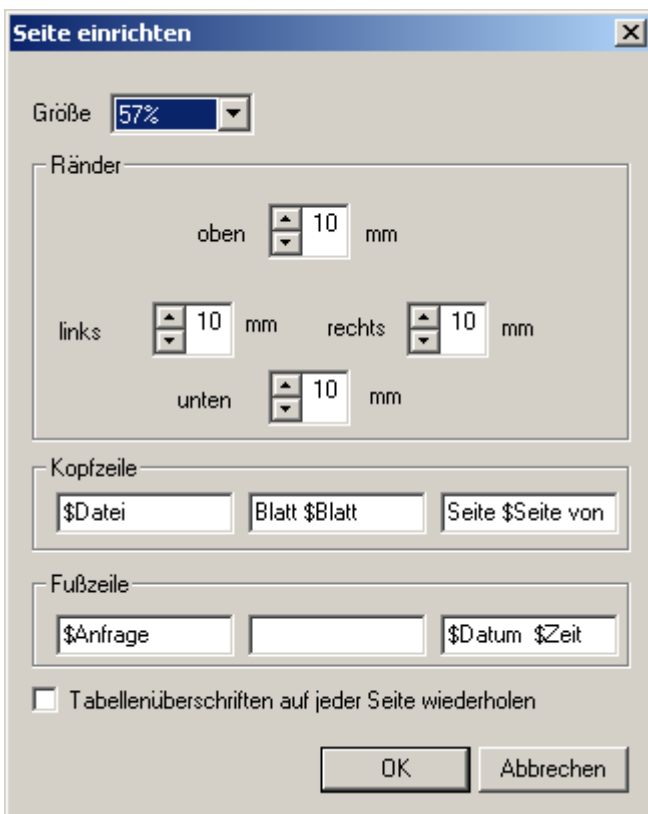 Seite einrichten
Größe 57%
Ränder
oben 10 mm
links 10 mm rechts 10 mm
unten 10 mm
Kopfzeile
$Datei Blatt $Blatt Seite $Seite von
Fußzeile
$Anfrage $Datum $Zeit
Tabellenüberschriften auf jeder Seite wiederholen
OK Abbrechen